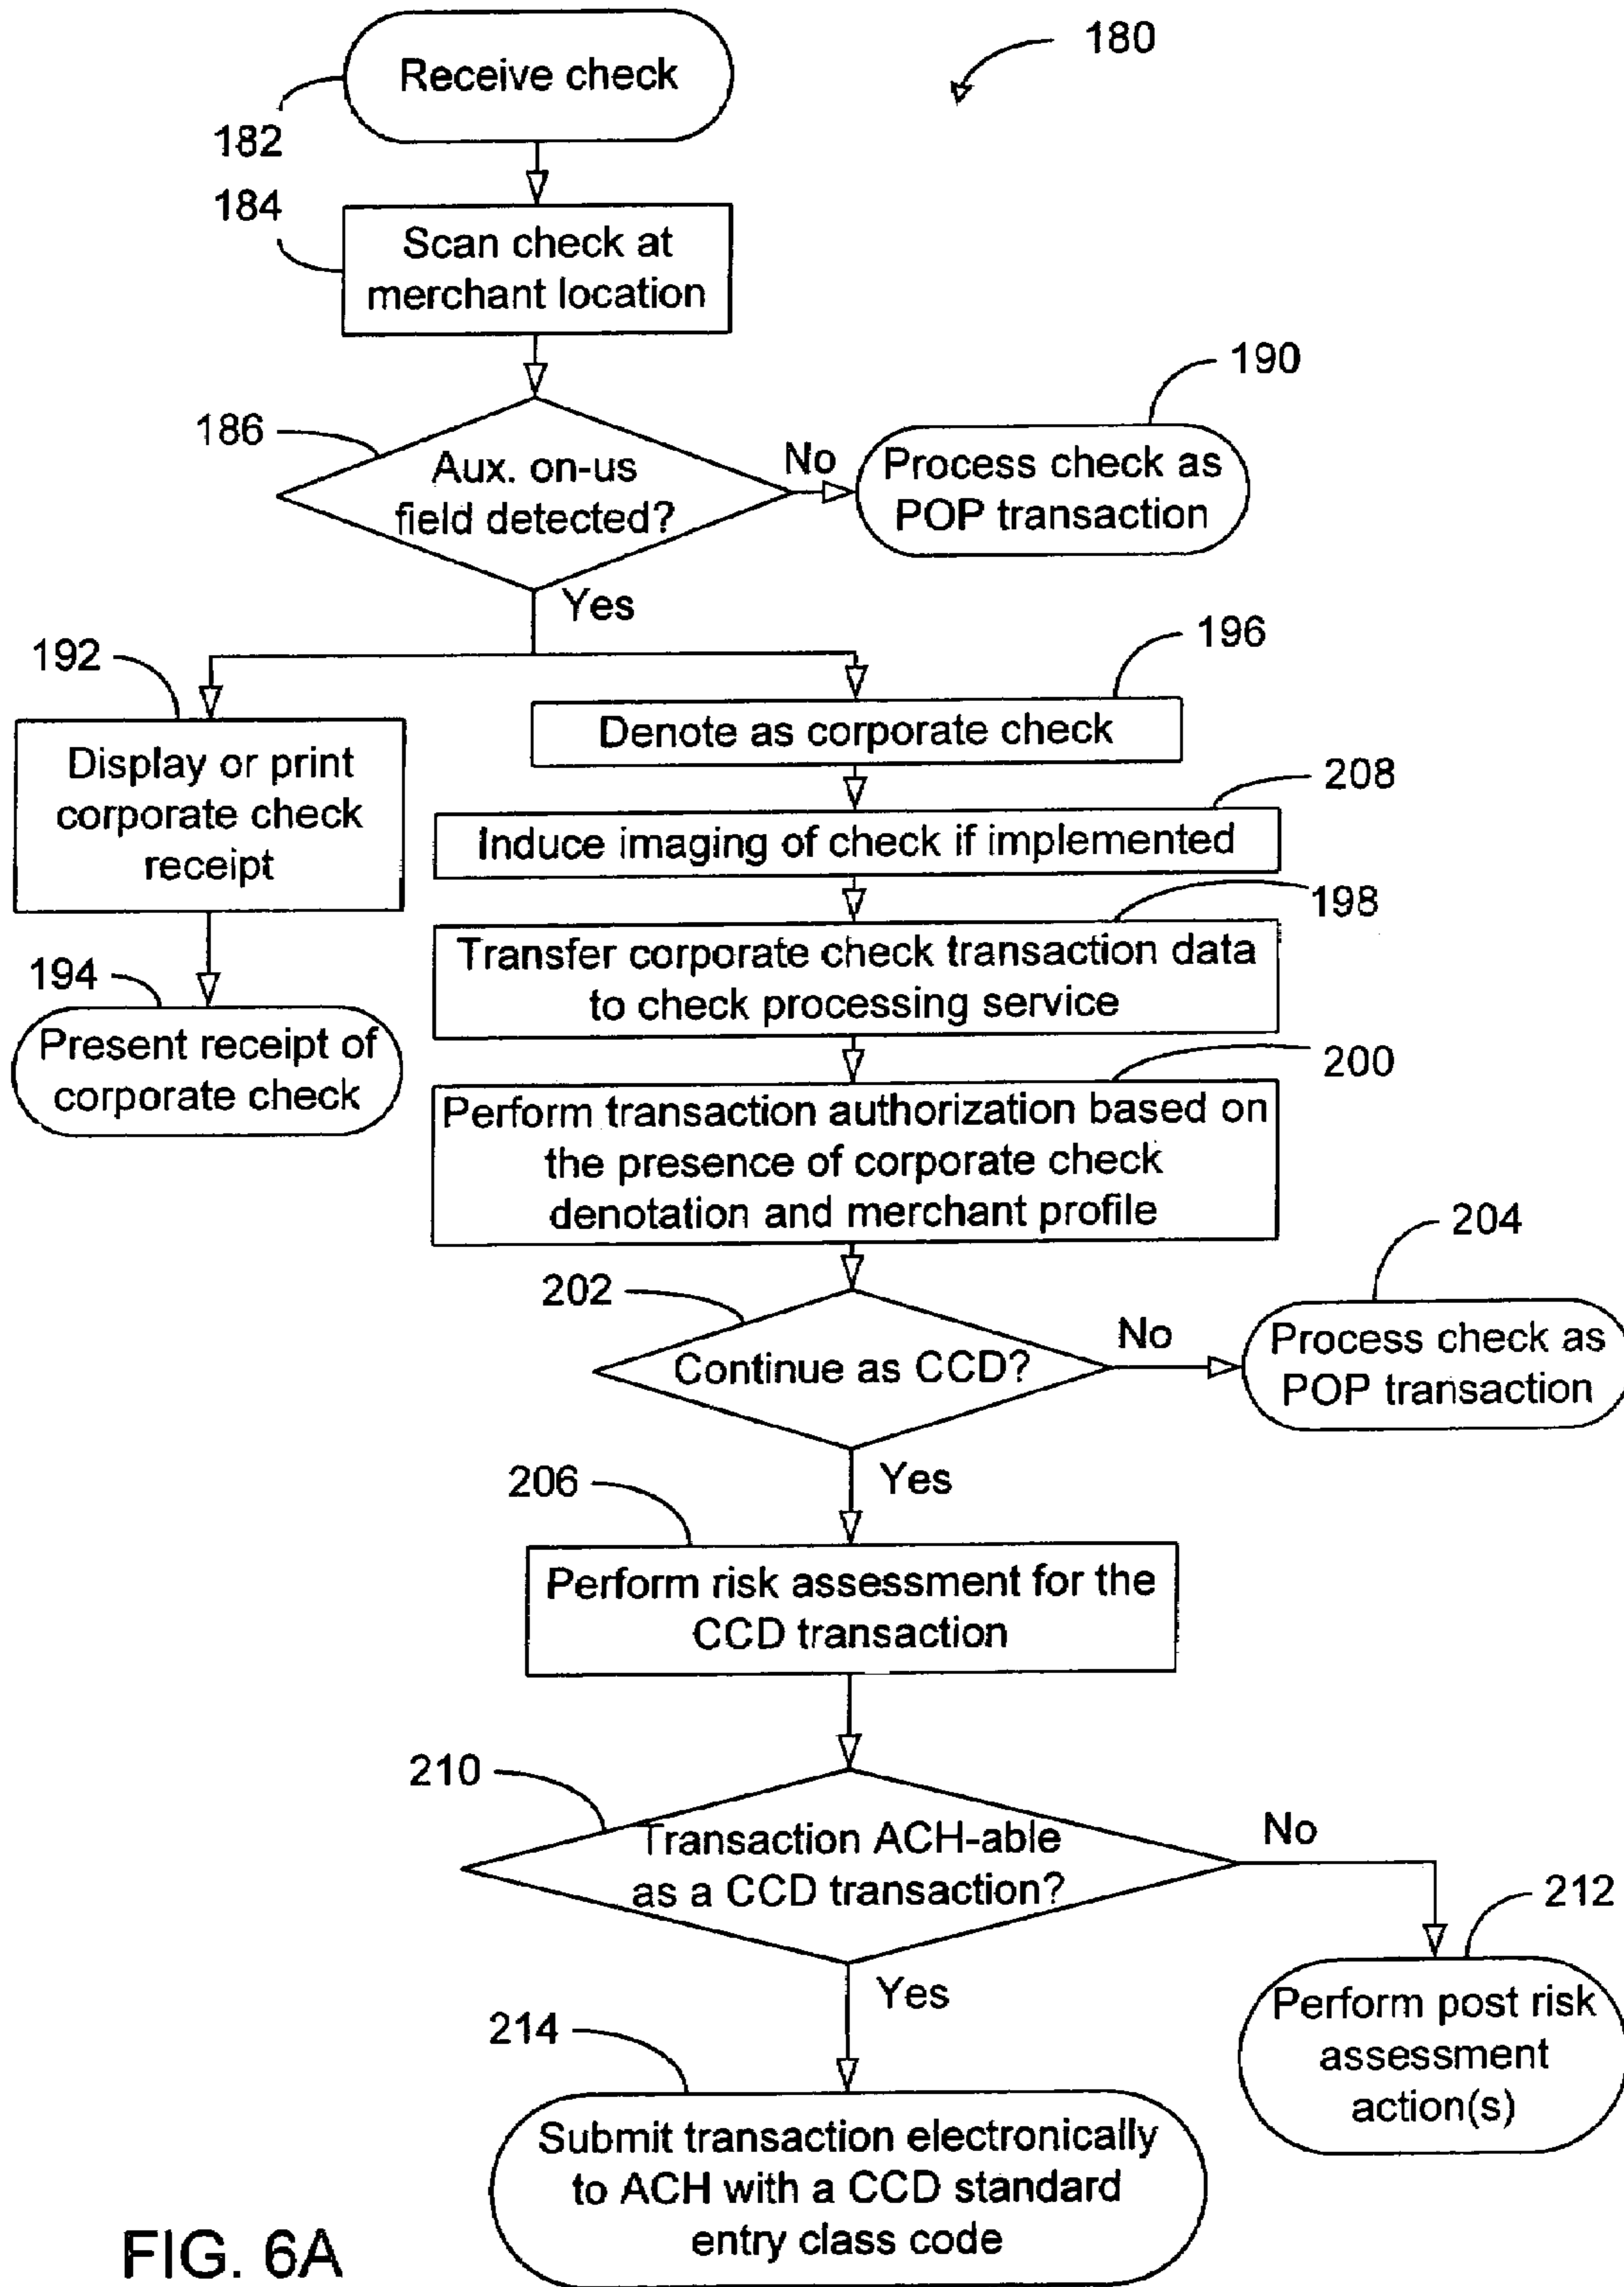 180
Receive check
182
184
Scan check at
merchant location
190
186
Aux. on-us
field detected?
No
Process check as
POP transaction
Yes
192
196
Display or print
corporate check
receipt
Denote as corporate check
208
Induce imaging of check if implemented
198
Transfer corporate check transaction data
to check processing service
194
Present receipt of
corporate check
200
Perform transaction authorization based on
the presence of corporate check
denotation and merchant profile
204
202
Continue as CCD?
No
Process check as
POP transaction
Yes
206
Perform risk assessment for the
CCD transaction
210
Transaction ACH-able
as a CCD transaction?
No
212
Yes
Perform post risk
assessment
action(s)
214
Submit transaction electronically
to ACH with a CCD standard
entry class code
FIG. 6A